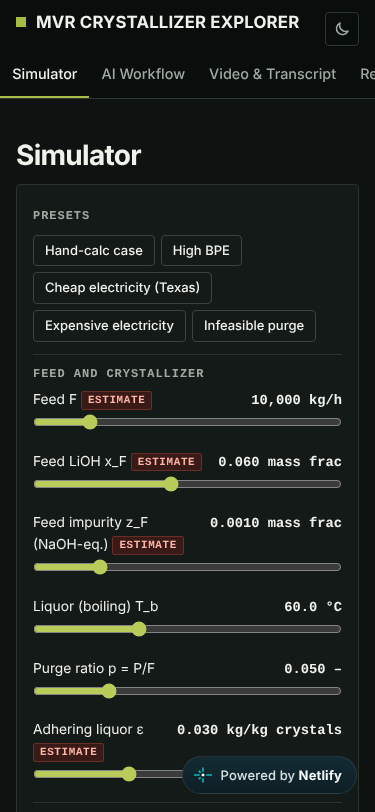 MVR CRYSTALLIZER EXPLORER
Simulator AI Workflow Video & Transcript Re
Simulator
PRESETS
Hand-calc case High BPE
Cheap electricity (Texas)
Expensive electricity Infeasible purge
FEED AND CRYSTALLIZER
Feed F ESTIMATE 10,000 kg/h
Feed LiOH x_F ESTIMATE 0.060 mass frac
Feed impurity z_F 0.0010 mass frac
(NaOH-eq.) ESTIMATE
Liquor (boiling) T_b 60.0 °C
Purge ratio p = P/F 0.050 –
Adhering liquor ε 0.030 kg/kg crystals
ESTIMATE
Powered by Netlify